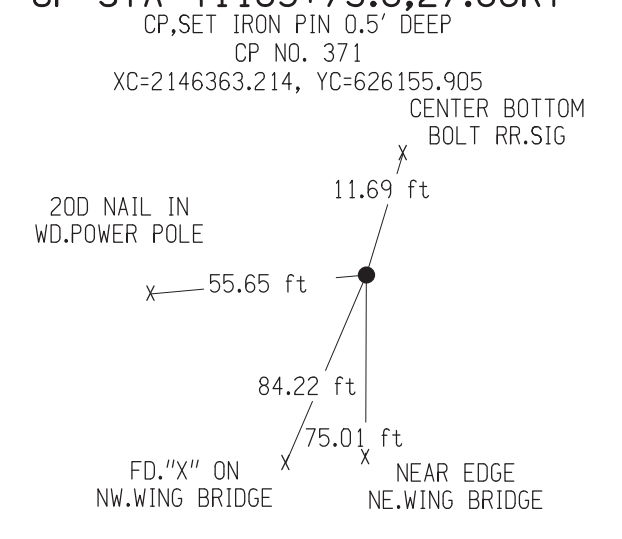 CP,SET IRON PIN 0.5' DEEP
CP NO. 371
XC=2146363.214, YC=626155.905
CENTER BOTTOM
BOLT RR.SIG
11.69 ft
20D NAIL IN
WD.POWER POLE
55.65 ft
84.22 ft
75.01 ft
FD."X" ON
NW.WING BRIDGE
NEAR EDGE
NE.WING BRIDGE